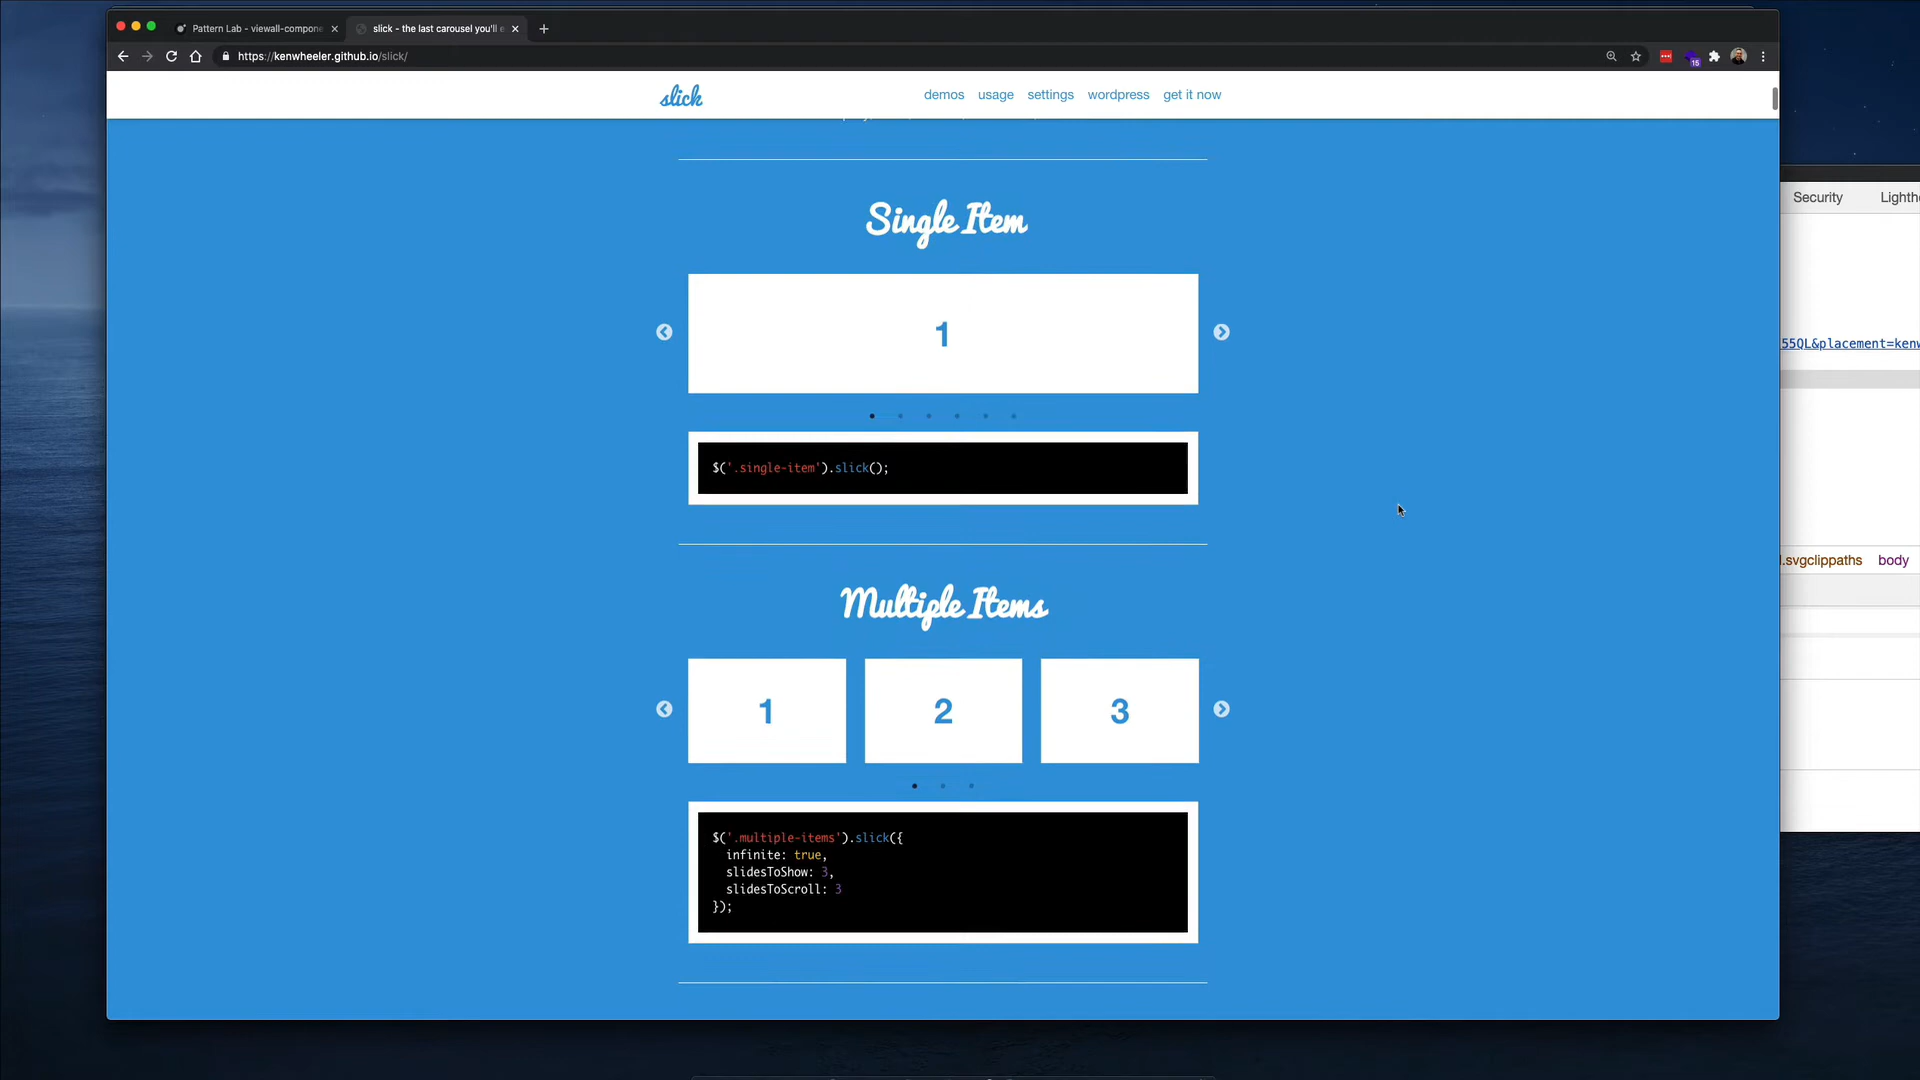 Pattern Lab - viewall-compone
slick - the last carousel you'll e
https://kenwheeler.github.io/slick/
15
slick
demos usage settings wordpress get it now
Single Item
1
$('.single-item').slick();
Multiple Items
1 2 3
$('.multiple-items').slick({
infinite: true,
slidesToShow: 3,
slidesToScroll: 3
});
Security Lighth
55QL&placement=kenw
l.svgclippaths body